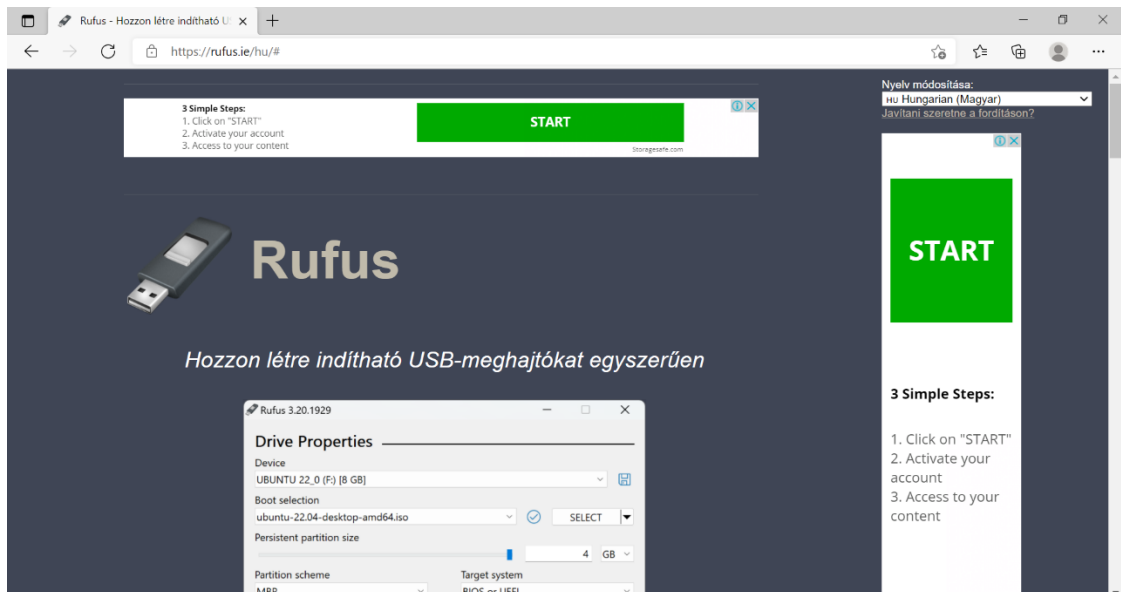 Rufus - Hozzon létre indítható U
https://rufus.ie/hu/#
Nyelv módosítása:
HU Hungarian (Magyar)
Javítani szeretne a fordításon?
3 Simple Steps:
1. Click on "START"
2. Activate your account
3. Access to your content
START
Storagesafe.com
Rufus
Hozzon létre indítható USB-meghajtókat egyszerűen
Rufus 3.20.1929
Drive Properties
Device
UBUNTU 22_0 (F:) [8 GB]
Boot selection
ubuntu-22.04-desktop-amd64.iso
SELECT
Persistent partition size
4 GB
Partition scheme
Target system
MBR
BIOS or UEFI
START
3 Simple Steps:
1. Click on "START"
2. Activate your
account
3. Access to your
content